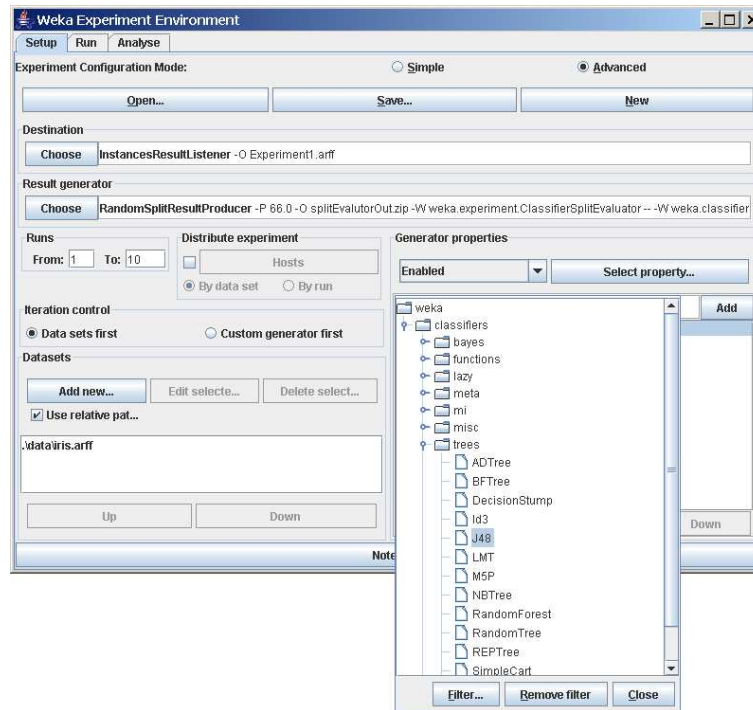 Weka Experiment Environment
Setup Run Analyse
Experiment Configuration Mode: Simple Advanced
Open... Save... New
Destination
Choose InstancesResultListener -O Experiment1.arff
Result generator
Choose RandomSplitResultProducer -P 66.0 -O splitEvalutorOut.zip -W weka.experiment.ClassifierSplitEvaluator -- -W weka.classifier
Runs
From: 1 To: 10
Distribute experiment
Hosts
By data set By run
Generator properties
Enabled Select property...
Iteration control
Data sets first Custom generator first
Datasets
Add new... Edit selecte... Delete select...
Use relative pat...
.\data\iris.arff
Up Down
Note
weka
Add
classifiers
bayes
functions
lazy
meta
mi
misc
trees
ADTree
BFTree
DecisionStump
Id3
J48
Down
LMT
M5P
NBTree
RandomForest
RandomTree
REPTree
SimpleCart
Filter... Remove filter Close